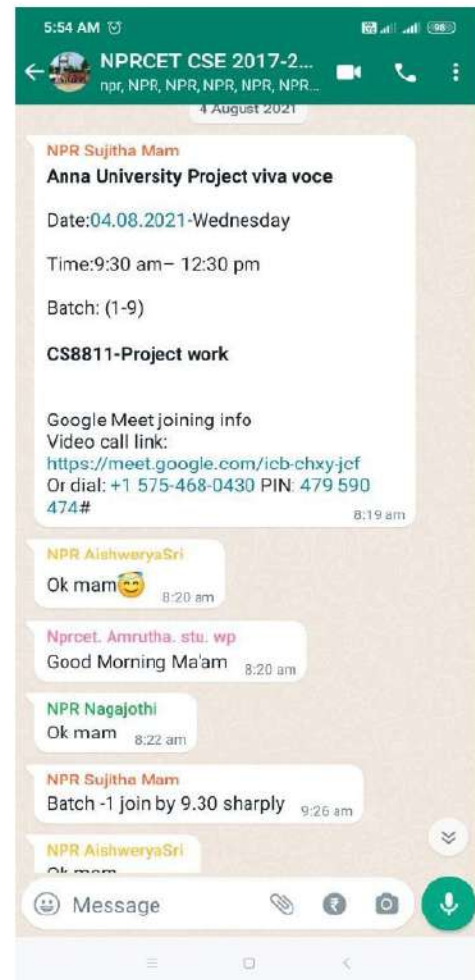 5:54 AM
98
NPRCET CSE 2017-2...
npr, NPR, NPR, NPR, NPR, NPR...
4 August 2021
NPR Sujitha Mam
Anna University Project viva voce
Date:04.08.2021-Wednesday
Time:9:30 am– 12:30 pm
Batch: (1-9)
CS8811-Project work
Google Meet joining info
Video call link:
https://meet.google.com/icb-chxy-jcf
Or dial: +1 575-468-0430 PIN: 479 590
474#
8:19 am
NPR AishweryaSri
Ok mam😇
8:20 am
Nprcet. Amrutha. stu. wp
Good Morning Ma'am
8:20 am
NPR Nagajothi
Ok mam
8:22 am
NPR Sujitha Mam
Batch -1 join by 9.30 sharply
9:26 am
NPR AishweryaSri
Ok mam
Message